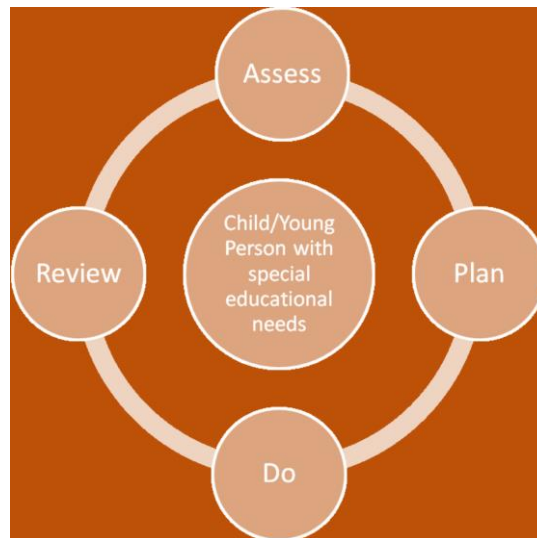 Assess
Child/Young
Person with
special
educational
needs
Review
Plan
Do